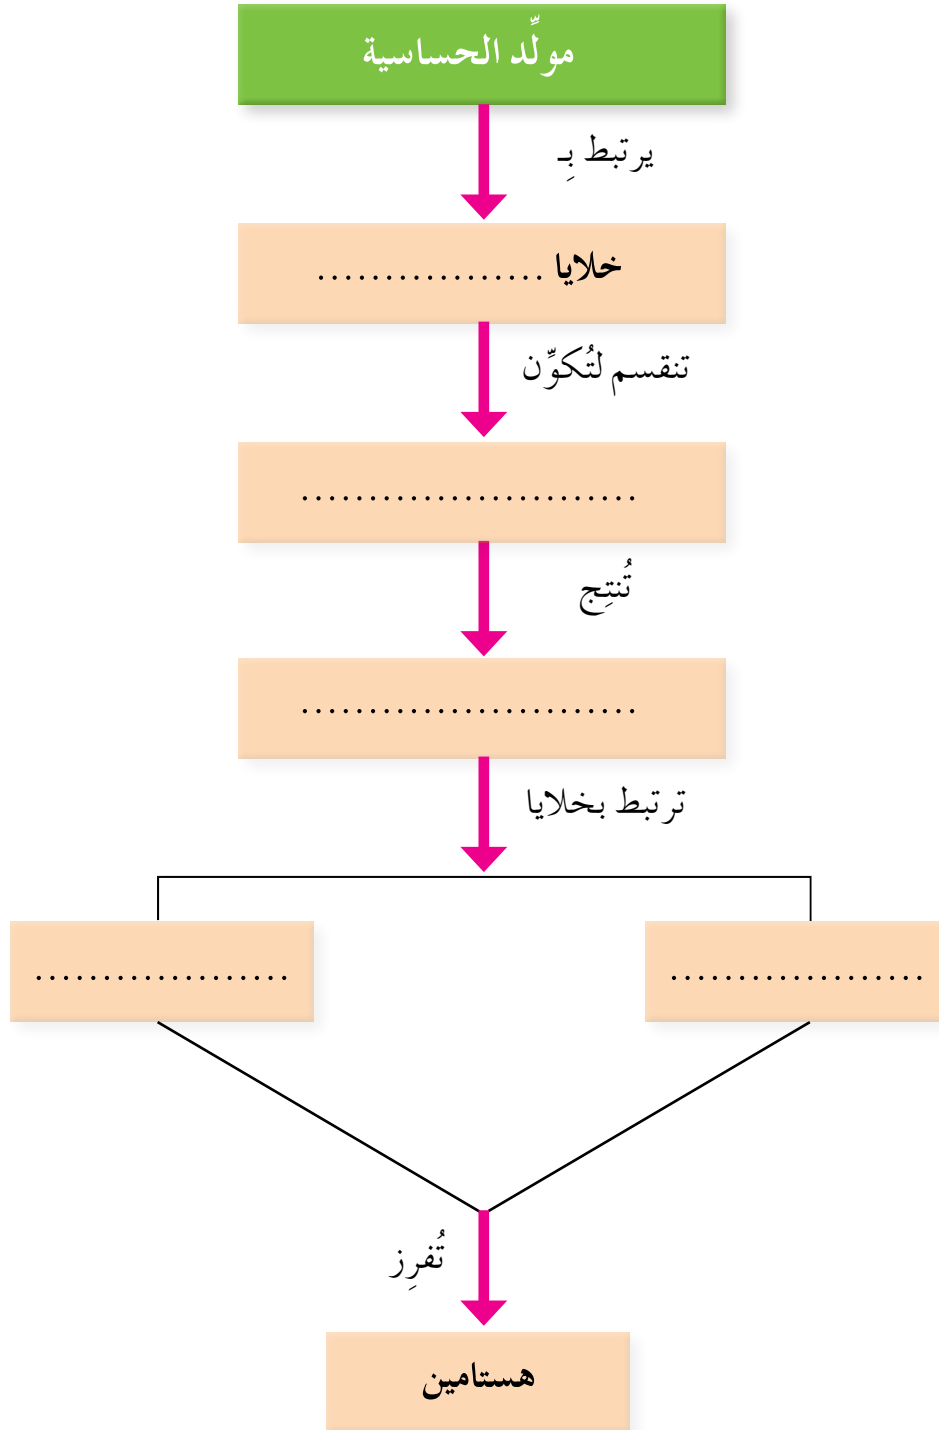 مولِّد الحساسية
يرتبط بِـ
خلايا .................
تنقسم لتُكوِّن
.........................
تُنتِج
.........................
ترتبط بخلايا
...................
...................
تُفرِز
هستامين